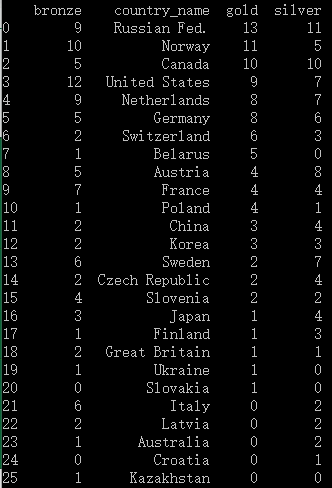 bronze country_name gold silver
0 9 Russian Fed. 13 11
1 10 Norway 11 5
2 5 Canada 10 10
3 12 United States 9 7
4 9 Netherlands 8 7
5 5 Germany 8 6
6 2 Switzerland 6 3
7 1 Belarus 5 0
8 5 Austria 4 8
9 7 France 4 4
10 1 Poland 4 1
11 2 China 3 4
12 2 Korea 3 3
13 6 Sweden 2 7
14 2 Czech Republic 2 4
15 4 Slovenia 2 2
16 3 Japan 1 4
17 1 Finland 1 3
18 2 Great Britain 1 1
19 1 Ukraine 1 0
20 0 Slovakia 1 0
21 6 Italy 0 2
22 2 Latvia 0 2
23 1 Australia 0 2
24 0 Croatia 0 1
25 1 Kazakhstan 0 0